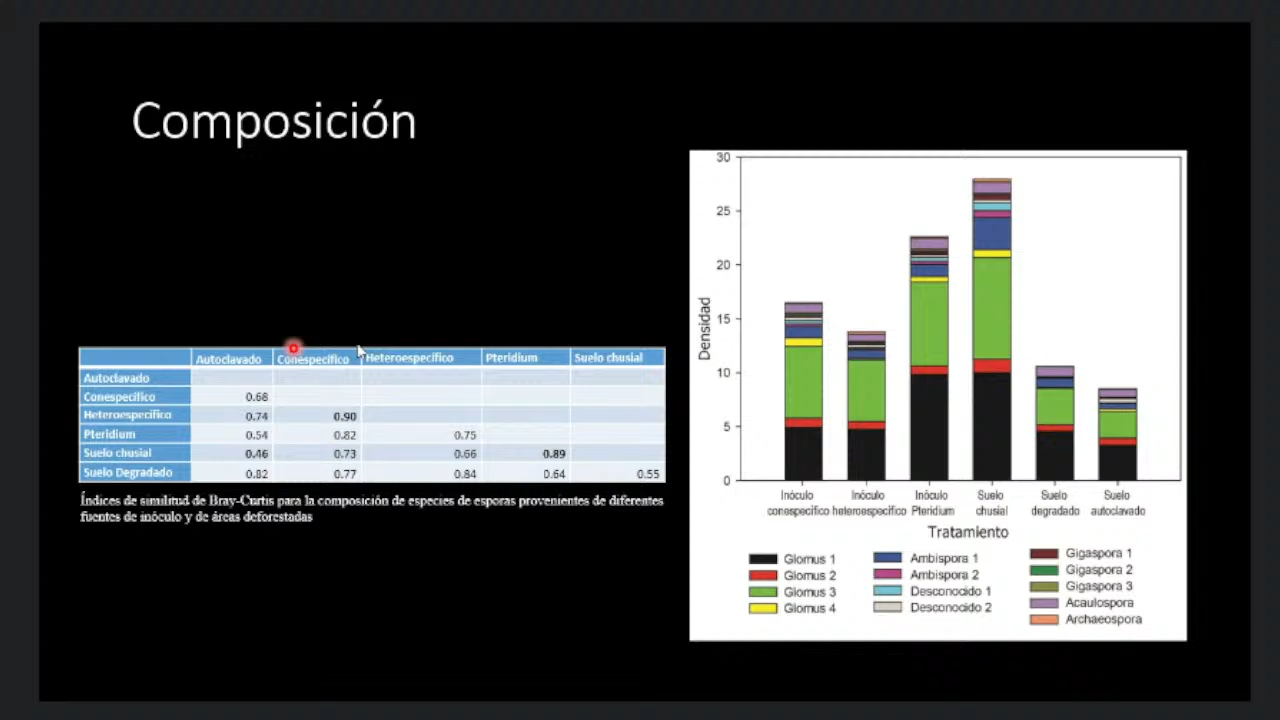 Composición
Autoclavado Conespecífico Heteroespecífico Pteridium Suelo chusial
Autoclavado
Conespecífico 0.68
Heteroespecífico 0.74 0.90
Pteridium 0.54 0.82 0.75
Suelo chusial 0.46 0.73 0.66 0.89
Suelo Degradado 0.82 0.77 0.84 0.64 0.55
Índices de similitud de Bray-Curtis para la composición de especies de esporas provenientes de diferentes
fuentes de inóculo y de áreas deforestadas
30
25
20
15
10
5
0
Densidad
Inóculo Inóculo Inóculo Suelo Suelo Suelo
conespecífico heteroespecífico Pteridium chusial degradado autoclavado
Tratamiento
Glomus 1
Glomus 2
Glomus 3
Glomus 4
Ambispora 1
Ambispora 2
Desconocido 1
Desconocido 2
Gigaspora 1
Gigaspora 2
Gigaspora 3
Acaulospora
Archaeospora